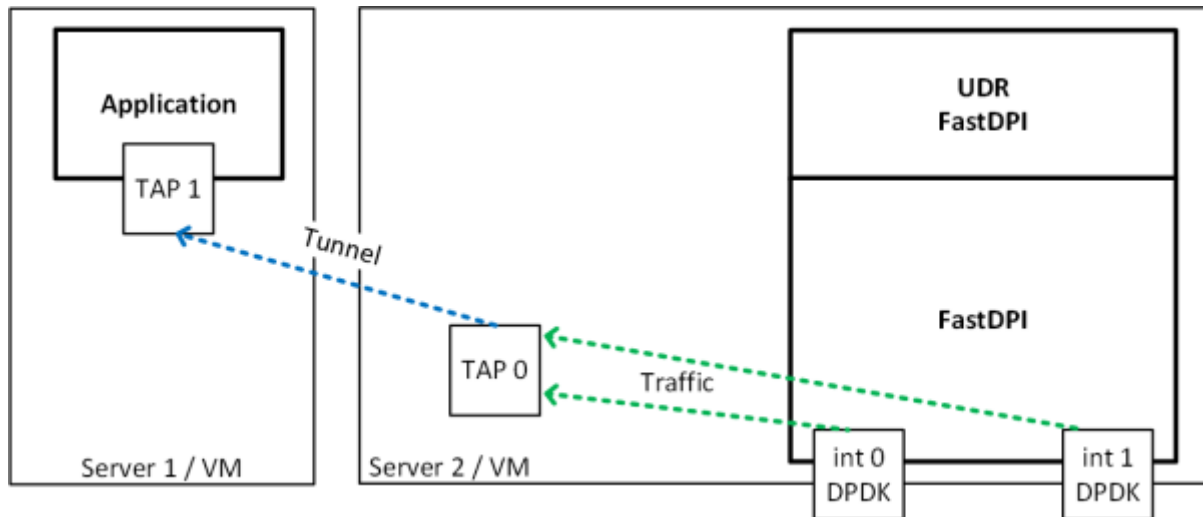 Application
TAP 1
Server 1 / VM
Tunnel
UDR
FastDPI
FastDPI
TAP 0
Traffic
Server 2 / VM
int 0
DPDK
int 1
DPDK